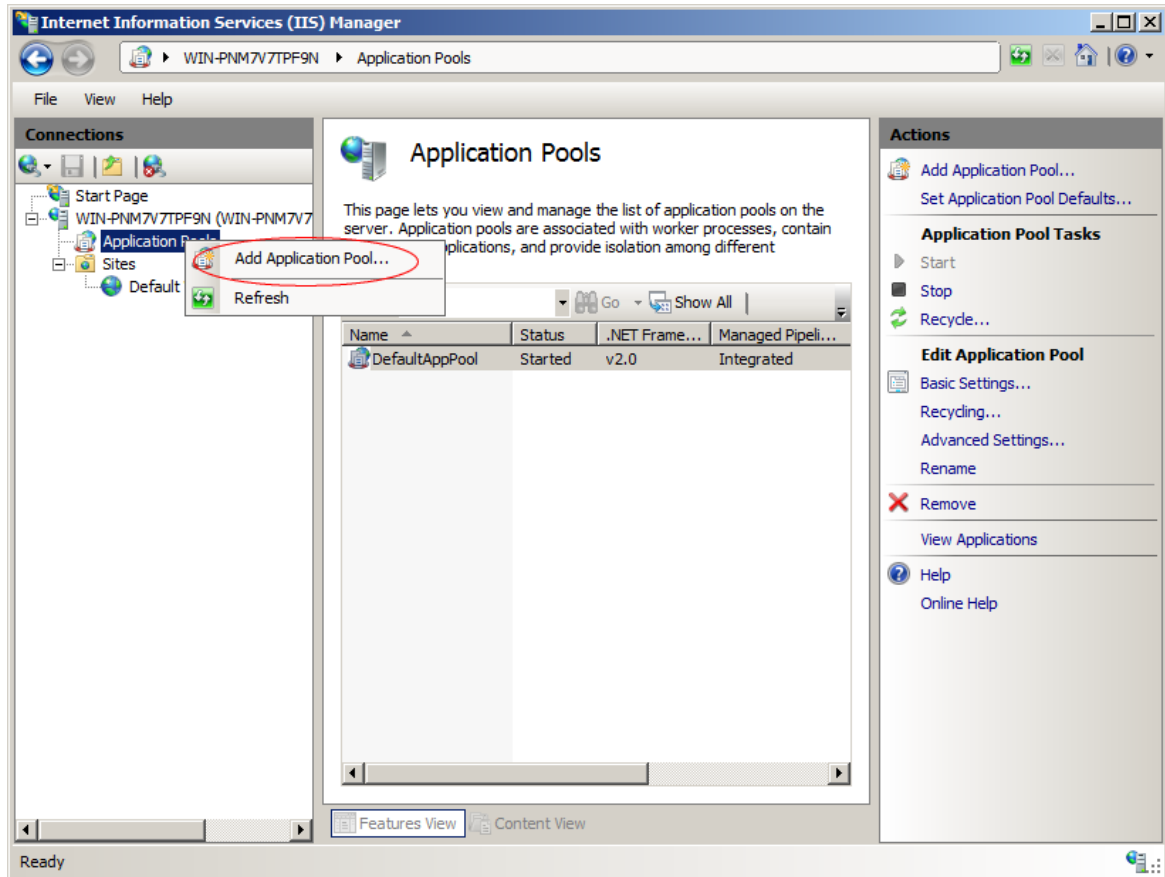 Internet Information Services (IIS) Manager
WIN-PNM7V7TPF9N Application Pools
File View Help
Connections
Start Page
WIN-PNM7V7TPF9N (WIN-PNM7V7
Application Pools
Sites
Default
Add Application Pool...
Refresh
Application Pools
This page lets you view and manage the list of application pools on the
server. Application pools are associated with worker processes, contain
plications, and provide isolation among different
Go Show All
Name Status .NET Frame... Managed Pipeli...
DefaultAppPool Started v2.0 Integrated
Features View Content View
Actions
Add Application Pool...
Set Application Pool Defaults...
Application Pool Tasks
Start
Stop
Recycle...
Edit Application Pool
Basic Settings...
Recycling...
Advanced Settings...
Rename
Remove
View Applications
Help
Online Help
Ready